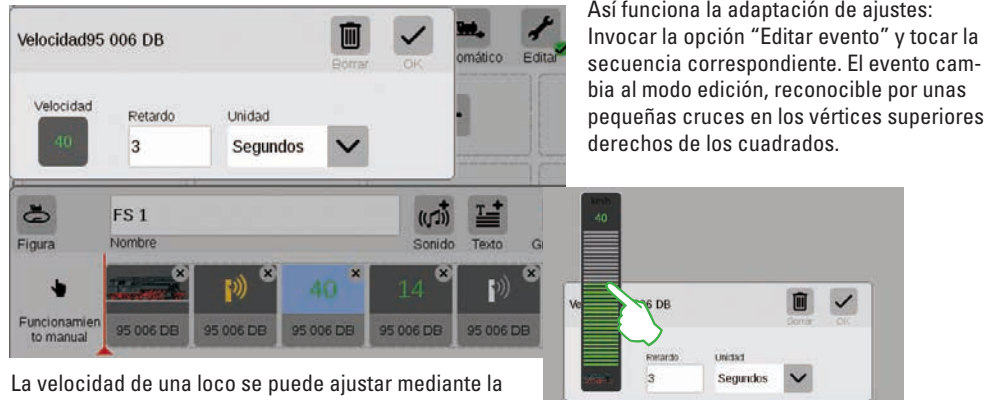 Velocidad95 006 DB
Borrar
OK
omático
Editar
Velocidad
40
Retardo
3
Unidad
Segundos
Así funciona la adaptación de ajustes:
Invocar la opción “Editar evento” y tocar la
secuencia correspondiente. El evento cam-
bia al modo edición, reconocible por unas
pequeñas cruces en los vértices superiores
derechos de los cuadrados.
Figura
FS 1
Nombre
Sonido
Texto
G
Funcionamien
to manual
40
14
95 006 DB
95 006 DB
95 006 DB
95 006 DB
95 006 DB
km/h
40
Ve
6 DB
Borrar
OK
Retardo
3
Unidad
Segundos
La velocidad de una loco se puede ajustar mediante la